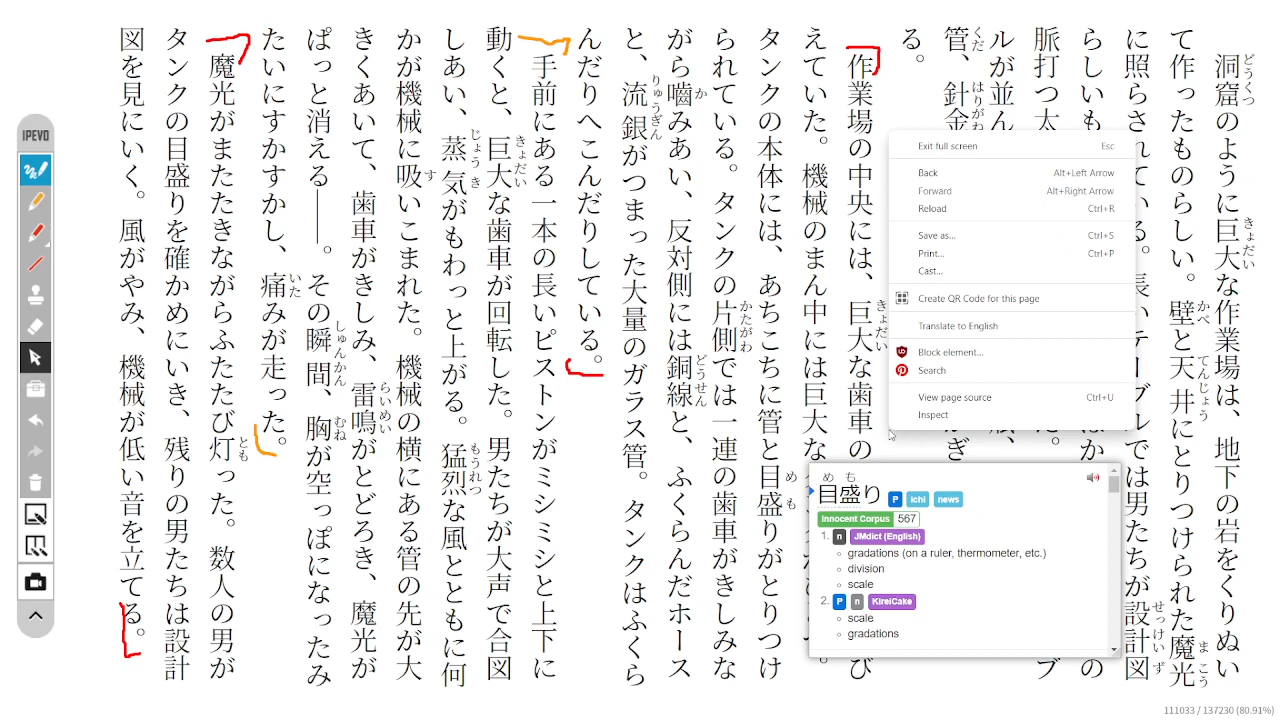 洞窟のように巨大な作業場は、地下の岩をくりぬい
て作ったものらしい。壁と天井にとりつけられた魔光
に照らされている。長いテーブルでは男たちが設計図
らしいも ばか の
脈打つ太 た。 ブ
ルが並ん
管、針金 かぎ
る。
作業場の中央には、巨大な歯車の び
えていた。機械のまん中には巨大な
タンクの本体には、あちこちに管と目盛りがとりつけ
られている。タンクの片側では一連の歯車がきしみな
がら噛みあい、反対側には銅線と、ふくらんだホース
と、流銀がつまった大量のガラス管。タンクはふくら
んだりへこんだりしている。
手前にある一本の長いピストンがミシミシと上下に
動くと、巨大な歯車が回転した。男たちが大声で合図
しあい、蒸気がもわっと上がる。猛烈な風とともに何
かが機械に吸いこまれた。機械の横にある管の先が大
きくあいて、歯車がきしみ、雷鳴がとどろき、魔光が
ぱっと消える――。その瞬間、胸が空っぽになったみ
たいにすかすかし、痛みが走った。
魔光がまたたきながらふたたび灯った。数人の男が
タンクの目盛りを確かめにいき、残りの男たちは設計
図を見にいく。風がやみ、機械が低い音を立てる。
IPEVO
Exit full screen Esc
Back Alt+Left Arrow
Forward Alt+Right Arrow
Reload Ctrl+R
Save as... Ctrl+S
Print... Ctrl+P
Cast...
Create QR Code for this page
Translate to English
Block element...
Search
View page source Ctrl+U
Inspect
め も
目盛り P ichi news
Innocent Corpus 567
1. n JMdict (English)
gradations (on a ruler, thermometer, etc.)
division
scale
2. P n KireiCake
scale
gradations
111033 / 137230 (80.91%)